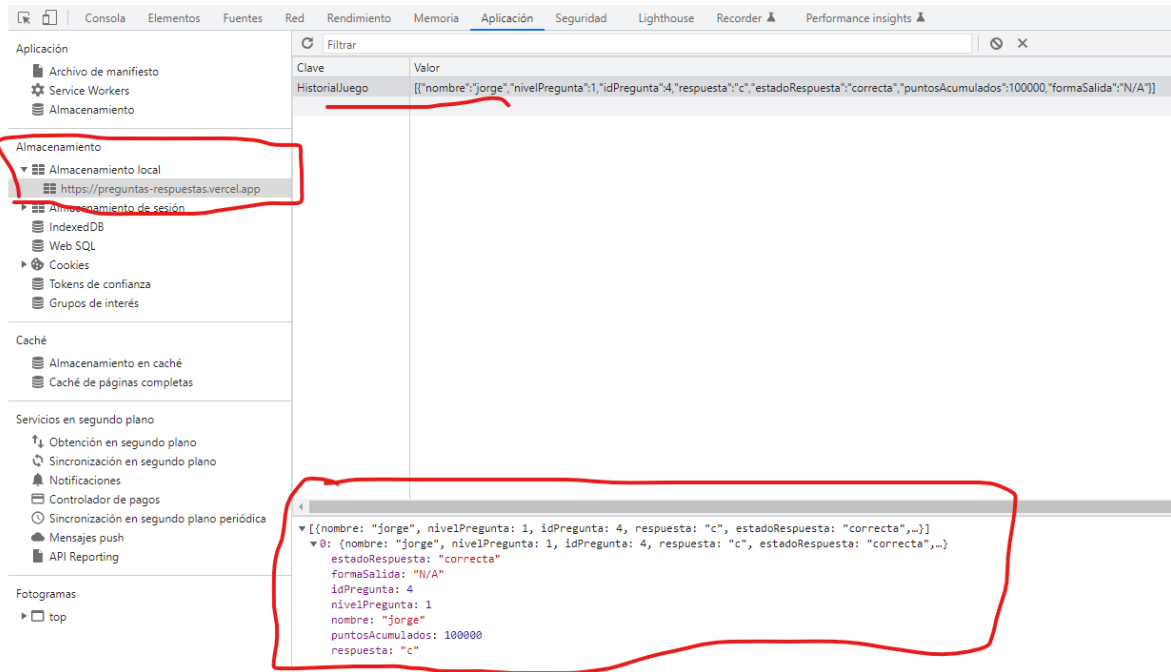 Consola Elementos Fuentes Red Rendimiento Memoria Aplicación Seguridad Lighthouse Recorder Performance insights
Aplicación
Archivo de manifiesto
Service Workers
Almacenamiento
Almacenamiento
Almacenamiento local
https://preguntas-respuestas.vercel.app
Almacenamiento de sesión
IndexedDB
Web SQL
Cookies
Tokens de confianza
Grupos de interés
Caché
Almacenamiento en caché
Caché de páginas completas
Servicios en segundo plano
Obtención en segundo plano
Sincronización en segundo plano
Notificaciones
Controlador de pagos
Sincronización en segundo plano periódica
Mensajes push
API Reporting
Fotogramas
top
Filtrar
Clave Valor
HistorialJuego [{"nombre":"jorge","nivelPregunta":1,"idPregunta":4,"respuesta":"c","estadoRespuesta":"correcta","puntosAcumulados":100000,"formaSalida":"N/A"}]
[{nombre: "jorge", nivelPregunta: 1, idPregunta: 4, respuesta: "c", estadoRespuesta: "correcta",…}]
0: {nombre: "jorge", nivelPregunta: 1, idPregunta: 4, respuesta: "c", estadoRespuesta: "correcta",…}
estadoRespuesta: "correcta"
formaSalida: "N/A"
idPregunta: 4
nivelPregunta: 1
nombre: "jorge"
puntosAcumulados: 100000
respuesta: "c"